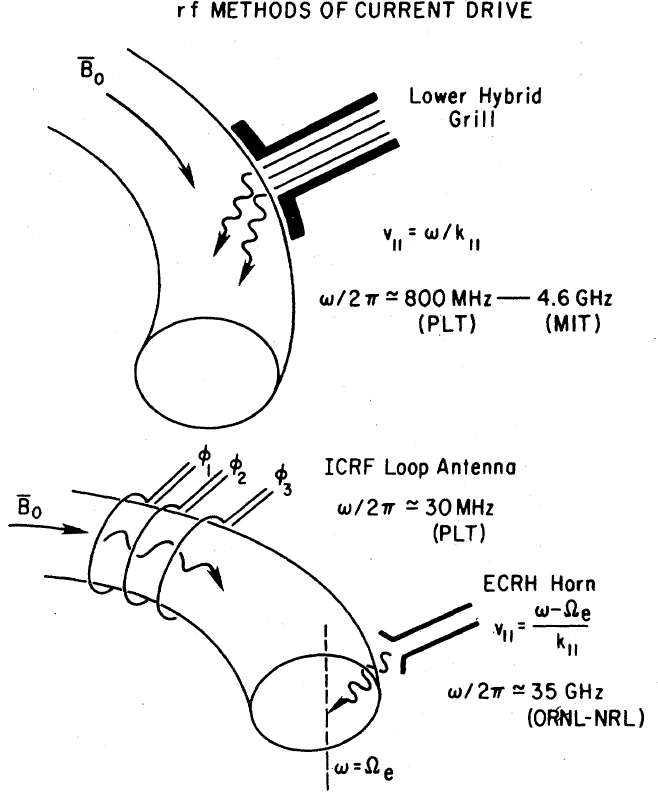 rf METHODS OF CURRENT DRIVE
B̅₀
Lower Hybrid
Grill
v∥ = ω/k∥
ω/2π ≃ 800 MHz — 4.6 GHz
(PLT) (MIT)
ϕ₁ ϕ₂ ϕ₃
ICRF Loop Antenna
B̅₀
ω/2π ≃ 30 MHz
(PLT)
ECRH Horn
v∥ = ω-Ωe / k∥
ω/2π ≃ 35 GHz
(ORNL-NRL)
ω = Ωe